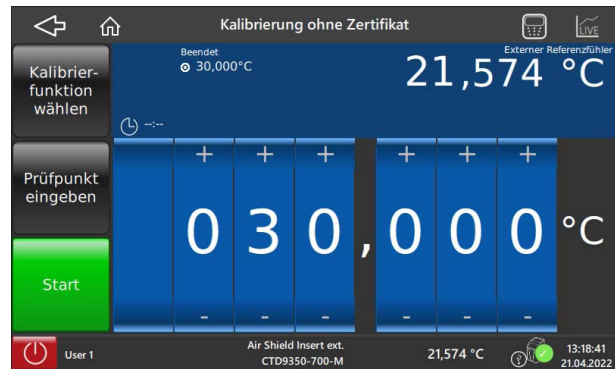 Kalibrierung ohne Zertifikat
LIVE
Kalibrier-
funktion
wählen
Beendet
30,000°C
Externer Referenzfühler
21,574 °C
--:--
Prüfpunkt
eingeben
Start
+ + + + + +
0 3 0 , 0 0 0 °C
- - - - - -
User 1
Air Shield Insert ext.
CTD9350-700-M
21,574 °C
?
13:18:41
21.04.2022